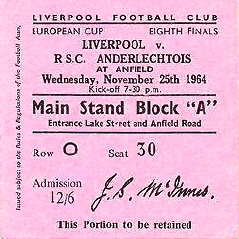 LIVERPOOL FOOTBALL CLUB
EUROPEAN CUP EIGHTH FINALS
LIVERPOOL v.
R S.C. ANDERLECHTOIS
AT ANFIELD
Wednesday, November 25th 1964
Kick-off 7-30 p.m.
Main Stand Block "A"
Entrance Lake Street and Anfield Road
Row O Seat 30
Admission
12/6
J. S. McInnes.
This Portion to be retained
Issued subject to the Rules & Regulations of the Football Assn.